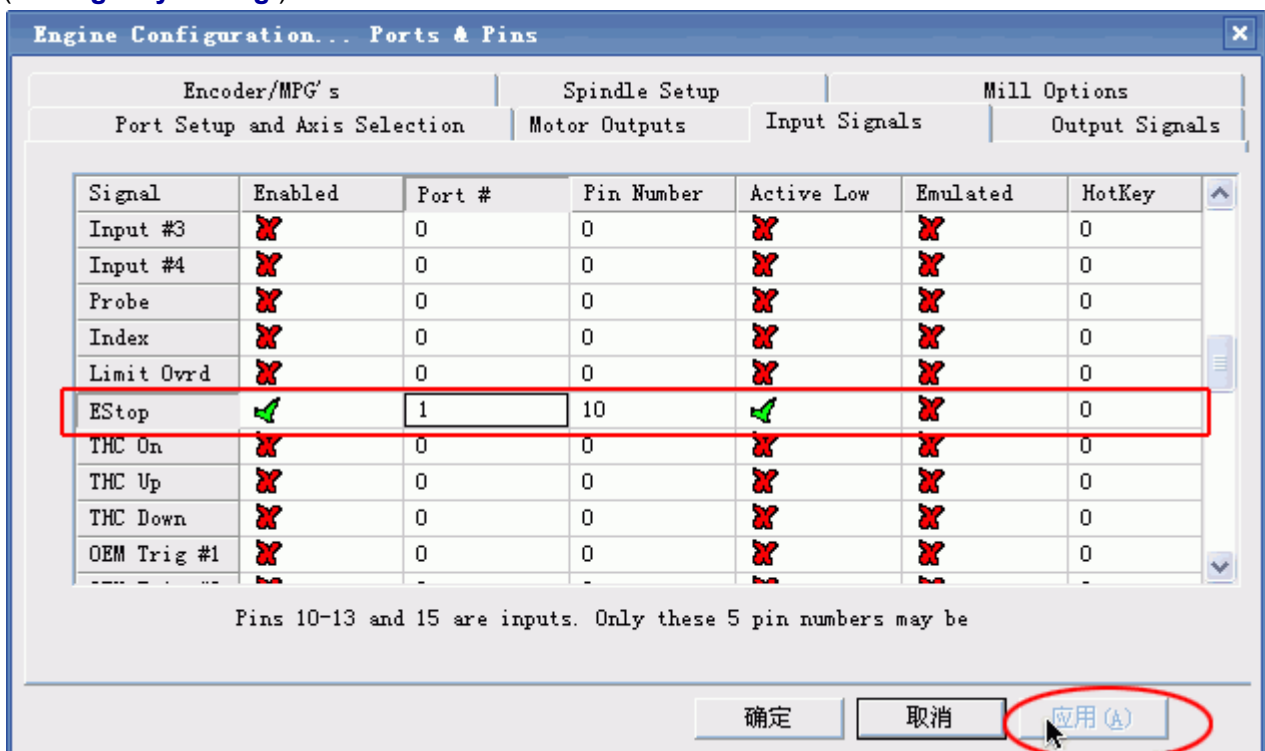 Engine Configuration... Ports & Pins
Encoder/MPG's Spindle Setup Mill Options
Port Setup and Axis Selection Motor Outputs Input Signals Output Signals
Signal Enabled Port # Pin Number Active Low Emulated HotKey
Input #3 0 0 0
Input #4 0 0 0
Probe 0 0 0
Index 0 0 0
Limit Ovrd 0 0 0
EStop 1 10 0
THC On 0 0 0
THC Up 0 0 0
THC Down 0 0 0
OEM Trig #1 0 0 0
Pins 10-13 and 15 are inputs. Only these 5 pin numbers may be
确定 取消 应用(A)